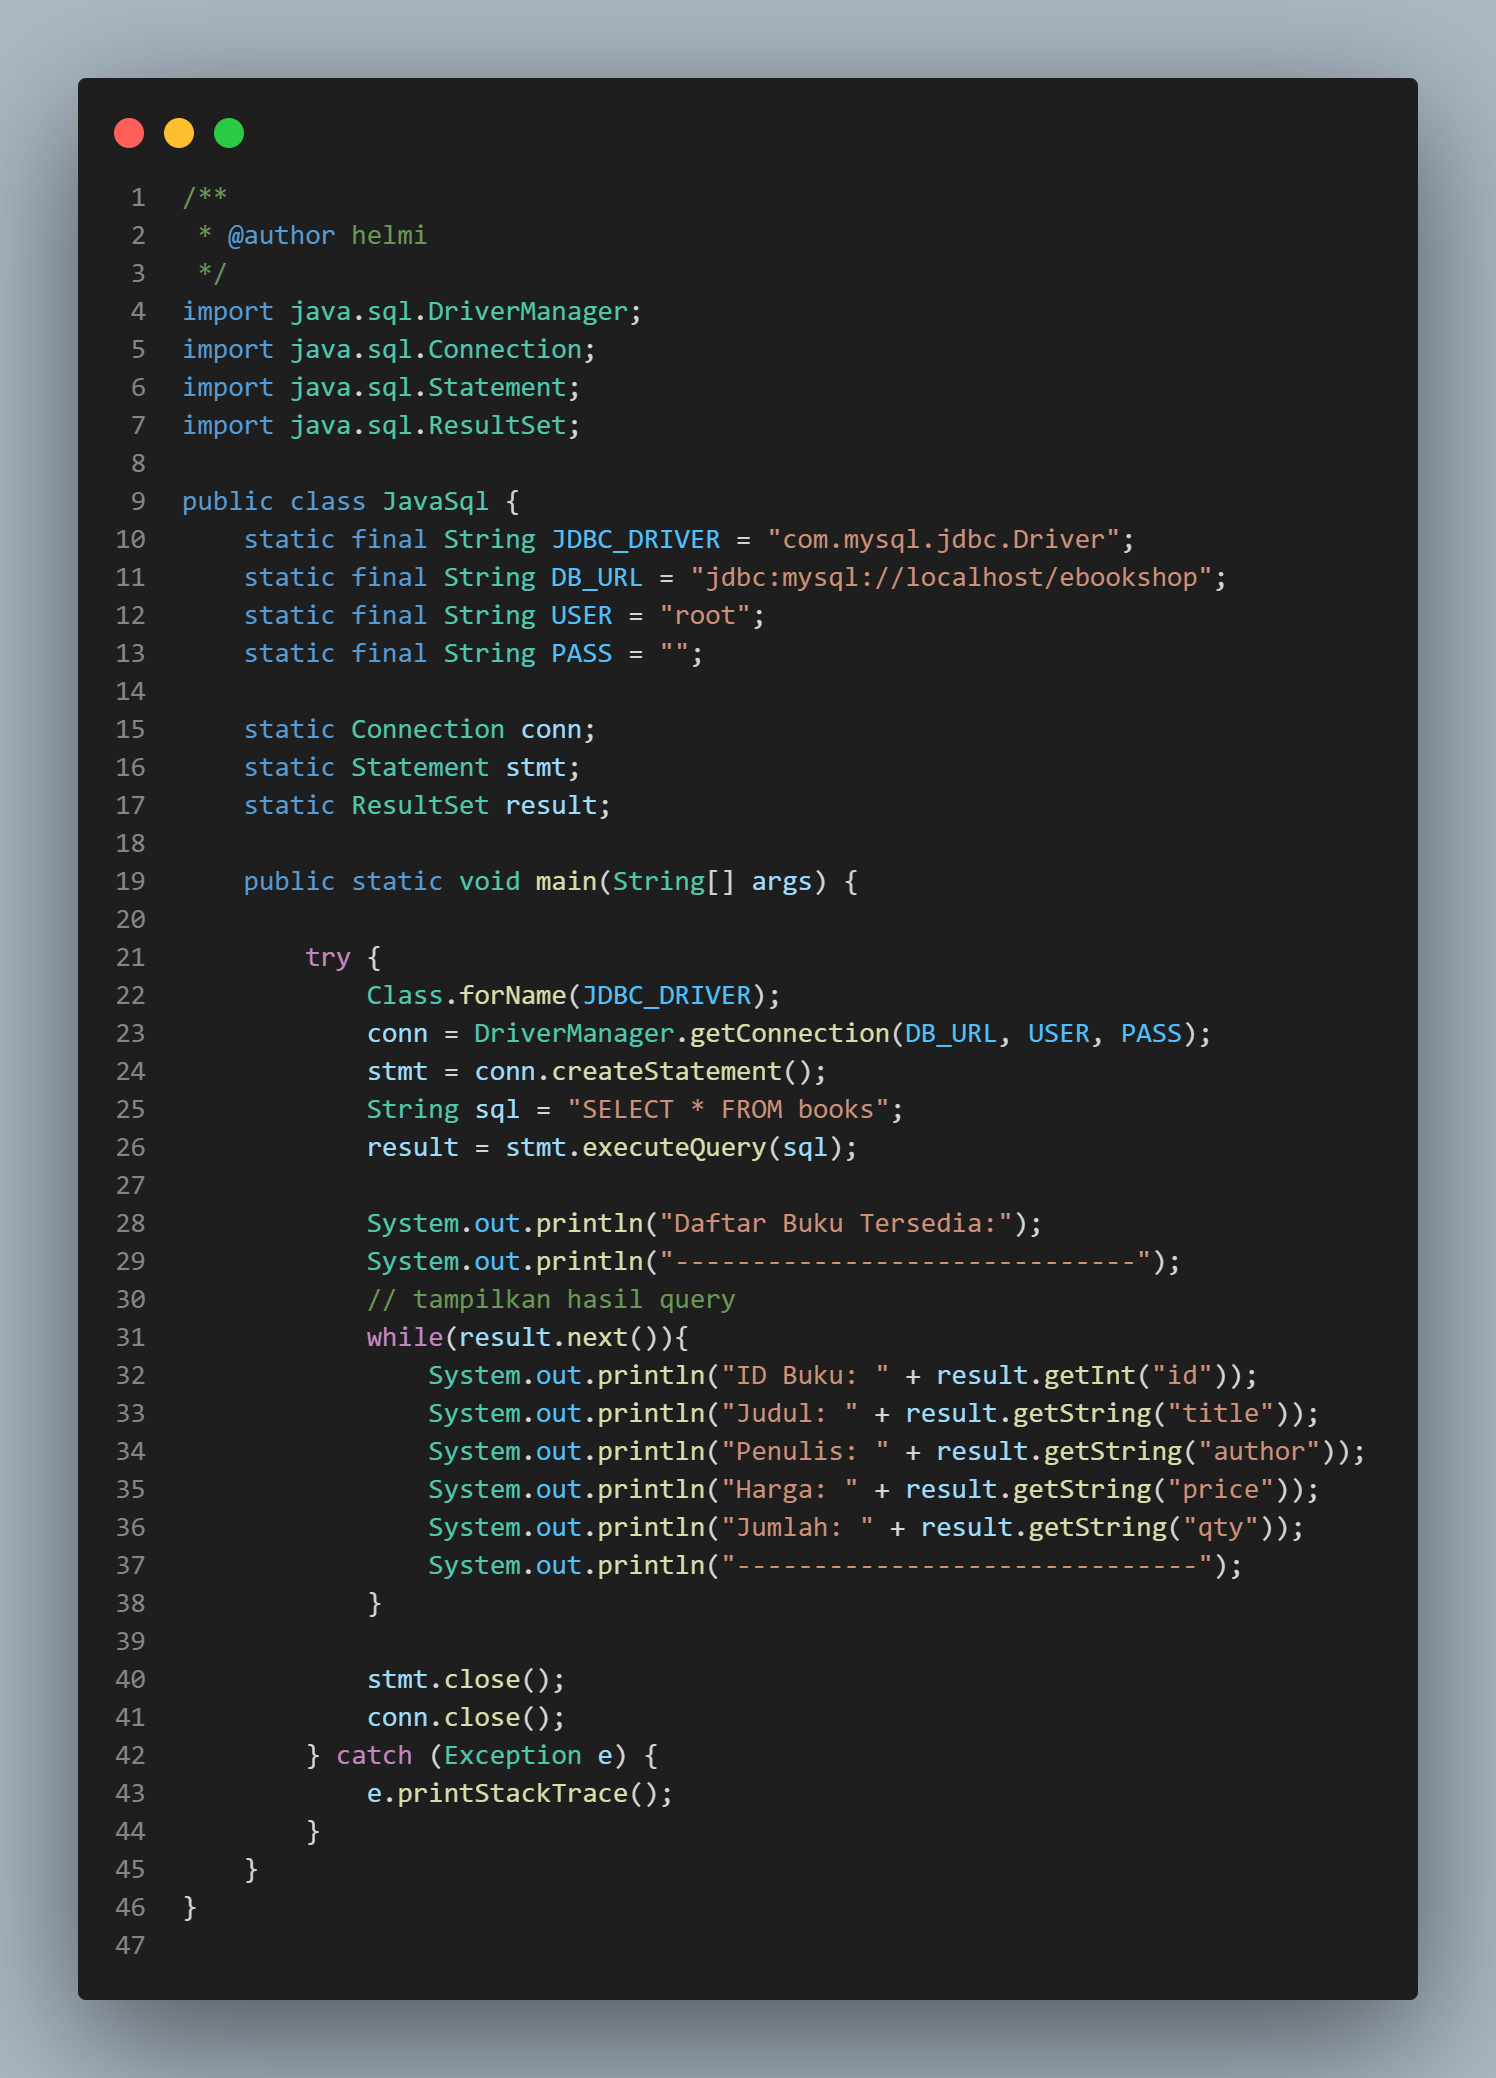 1 /**
2  * @author helmi
3  */
4 import java.sql.DriverManager;
5 import java.sql.Connection;
6 import java.sql.Statement;
7 import java.sql.ResultSet;
8
9 public class JavaSql {
10     static final String JDBC_DRIVER = "com.mysql.jdbc.Driver";
11     static final String DB_URL = "jdbc:mysql://localhost/ebookshop";
12     static final String USER = "root";
13     static final String PASS = "";
14
15     static Connection conn;
16     static Statement stmt;
17     static ResultSet result;
18
19     public static void main(String[] args) {
20
21         try {
22             Class.forName(JDBC_DRIVER);
23             conn = DriverManager.getConnection(DB_URL, USER, PASS);
24             stmt = conn.createStatement();
25             String sql = "SELECT * FROM books";
26             result = stmt.executeQuery(sql);
27
28             System.out.println("Daftar Buku Tersedia:");
29             System.out.println("------------------------------");
30             // tampilkan hasil query
31             while(result.next()){
32                 System.out.println("ID Buku: " + result.getInt("id"));
33                 System.out.println("Judul: " + result.getString("title"));
34                 System.out.println("Penulis: " + result.getString("author"));
35                 System.out.println("Harga: " + result.getString("price"));
36                 System.out.println("Jumlah: " + result.getString("qty"));
37                 System.out.println("------------------------------");
38             }
39
40             stmt.close();
41             conn.close();
42         } catch (Exception e) {
43             e.printStackTrace();
44         }
45     }
46 }
47